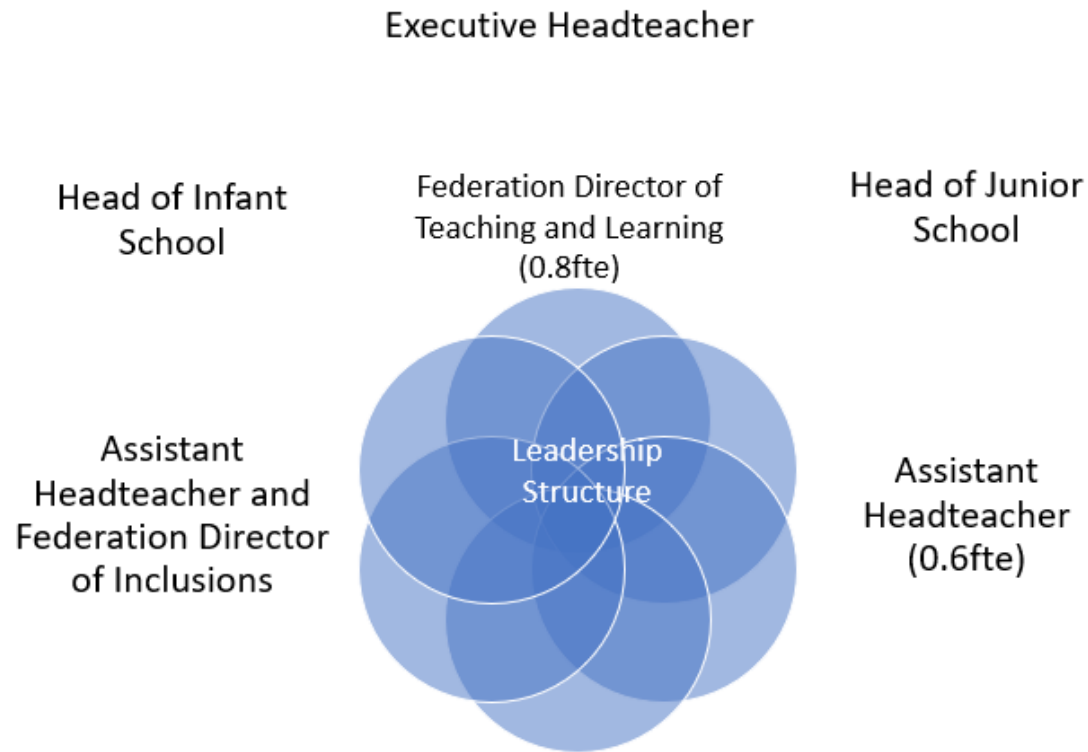 Executive Headteacher
Head of Infant
School
Federation Director of
Teaching and Learning
(0.8fte)
Head of Junior
School
Leadership
Structure
Assistant
Headteacher and
Federation Director
of Inclusions
Assistant
Headteacher
(0.6fte)